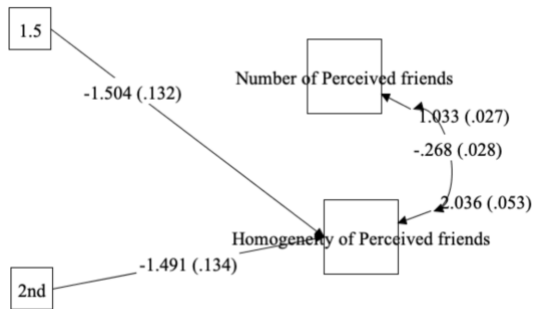 1.5
Number of Perceived friends
-1.504 (.132)
1.033 (.027)
-.268 (.028)
2.036 (.053)
Homogeneity of Perceived friends
-1.491 (.134)
2nd